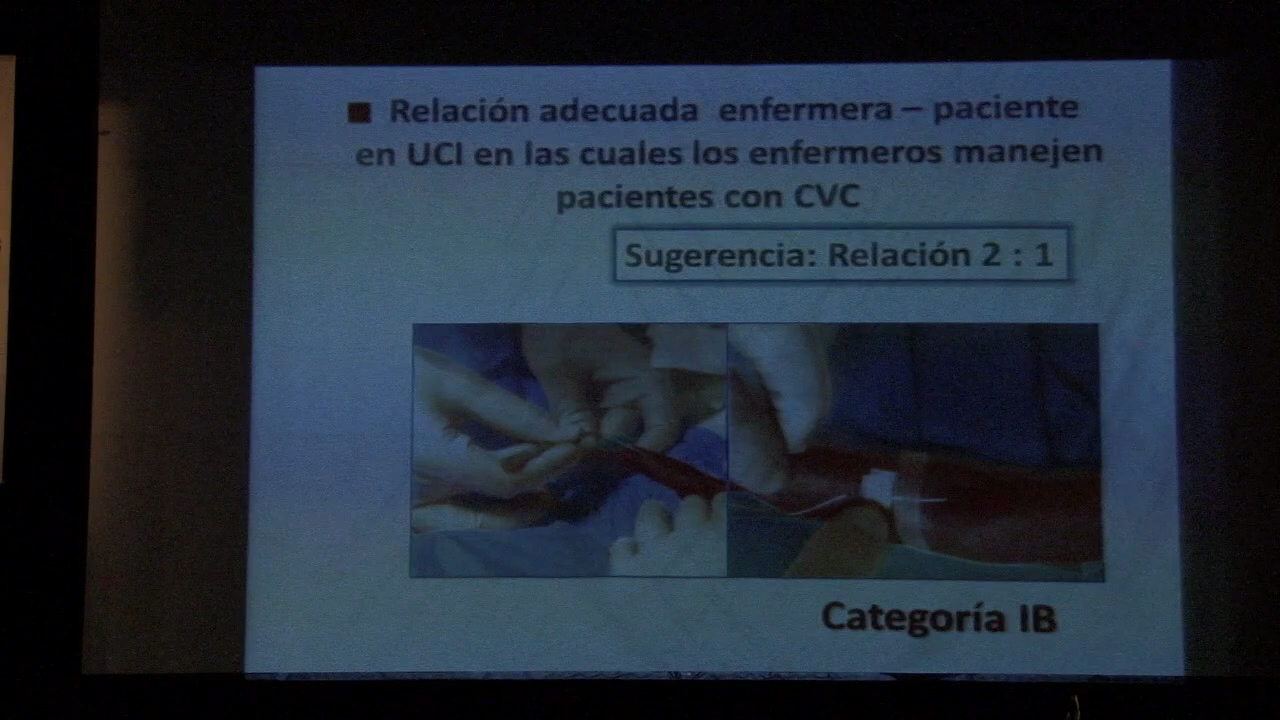 Relación adecuada enfermera – paciente
en UCI en las cuales los enfermeros manejen
pacientes con CVC
Sugerencia: Relación 2 : 1
Categoría IB